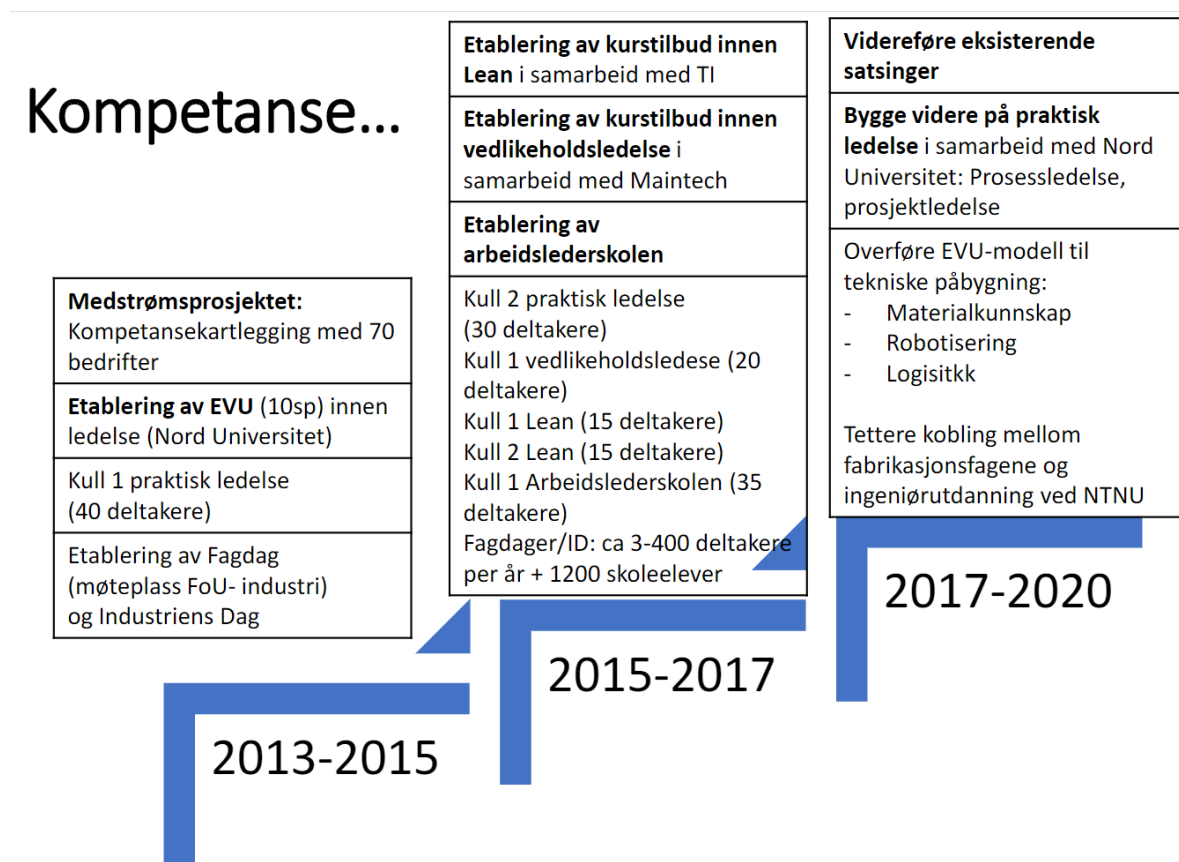 Kompetanse...
Medstrømsprosjektet:
Kompetansekartlegging med 70
bedrifter
Etablering av EVU (10sp) innen
ledelse (Nord Universitet)
Kull 1 praktisk ledelse
(40 deltakere)
Etablering av Fagdag
(møteplass FoU- industri)
og Industriens Dag
2013-2015
Etablering av kurstilbud innen
Lean i samarbeid med TI
Etablering av kurstilbud innen
vedlikeholdsledelse i
samarbeid med Maintech
Etablering av
arbeidslederskolen
Kull 2 praktisk ledelse
(30 deltakere)
Kull 1 vedlikeholdsledese (20
deltakere)
Kull 1 Lean (15 deltakere)
Kull 2 Lean (15 deltakere)
Kull 1 Arbeidslederskolen (35
deltakere)
Fagdager/ID: ca 3-400 deltakere
per år + 1200 skoleelever
2015-2017
Videreføre eksisterende
satsinger
Bygge videre på praktisk
ledelse i samarbeid med Nord
Universitet: Prosessledelse,
prosjektledelse
Overføre EVU-modell til
tekniske påbygning:
- Materialkunnskap
- Robotisering
- Logisitkk
Tettere kobling mellom
fabrikasjonsfagene og
ingeniørutdanning ved NTNU
2017-2020